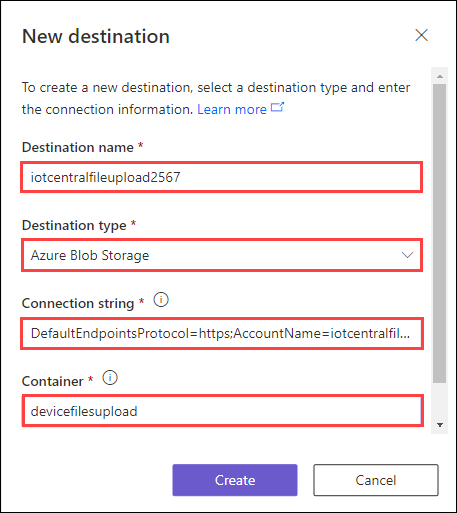 New destination
To create a new destination, select a destination type and enter
the connection information. Learn more
Destination name *
iotcentralfileupload2567
Destination type *
Azure Blob Storage
Connection string *
DefaultEndpointsProtocol=https;AccountName=iotcentralfil...
Container *
devicefilesupload
Create
Cancel